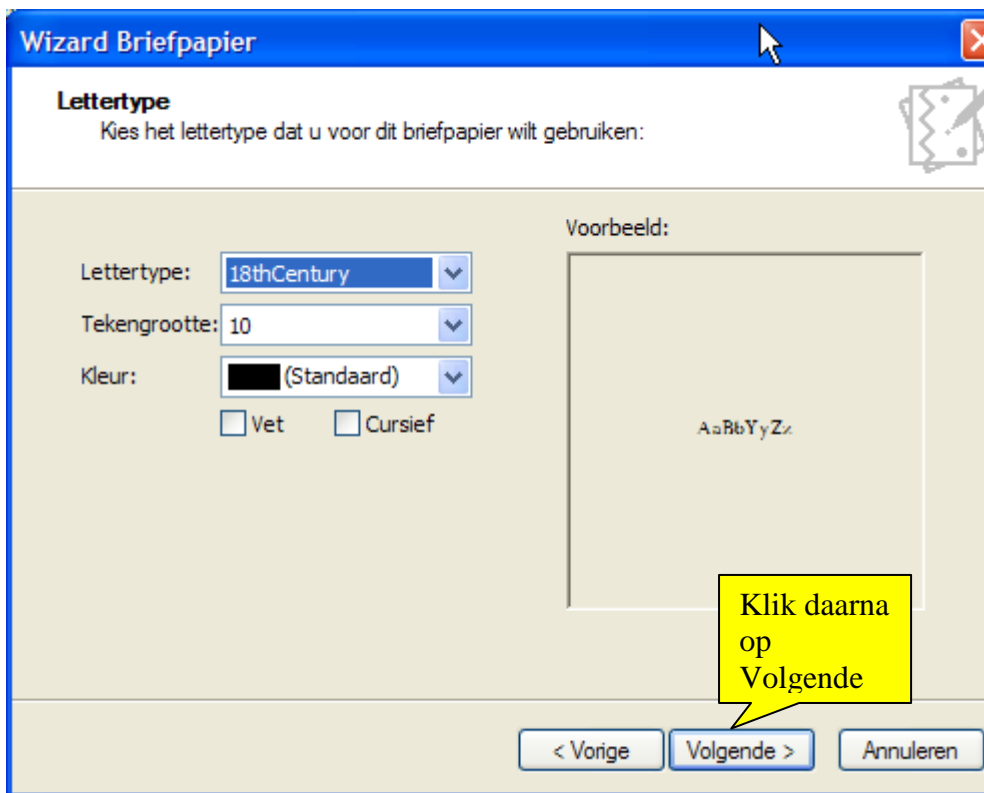 Wizard Briefpapier
Lettertype
Kies het lettertype dat u voor dit briefpapier wilt gebruiken:
Voorbeeld:
Lettertype: 18thCentury
Tekengrootte: 10
Kleur: (Standaard)
Vet Cursief
AaBbYyZz
Klik daarna
op
Volgende
< Vorige Volgende > Annuleren